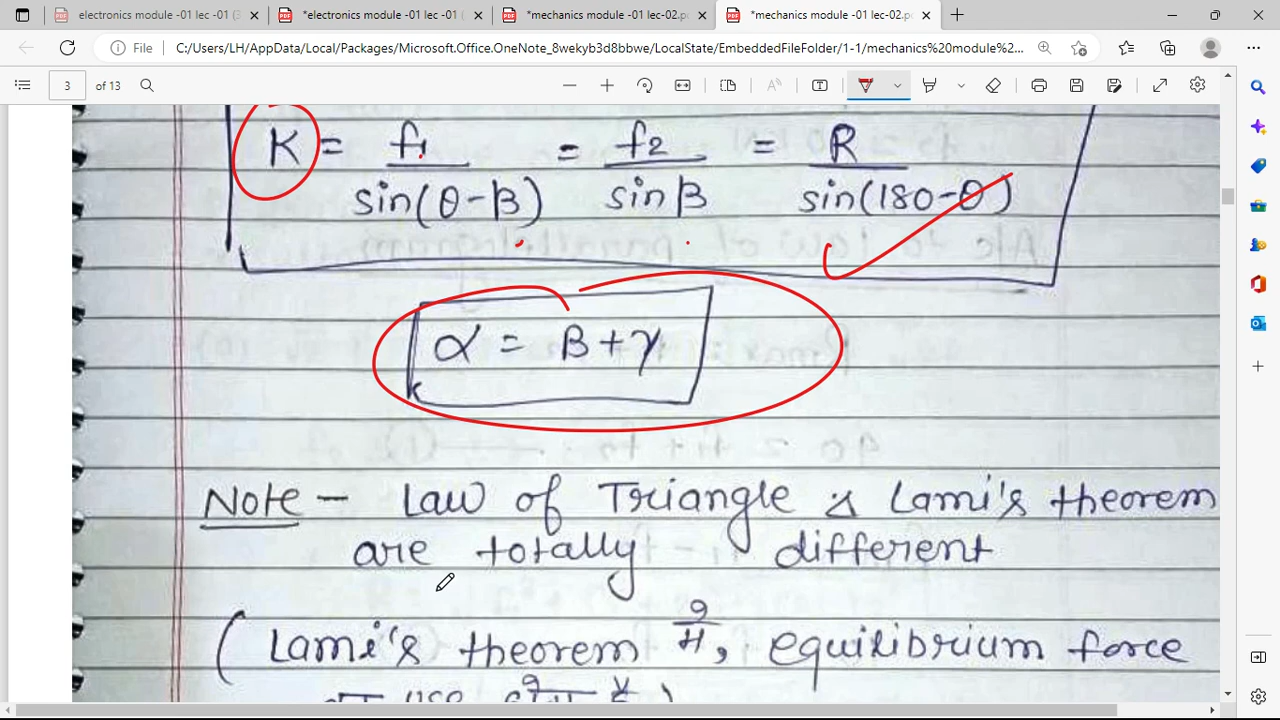 electronics module -01 lec -01 (
*electronics module -01 lec -01 (
*mechanics module -01 lec-02.p
*mechanics module -01 lec-02.p
File
C:/Users/LH/AppData/Local/Packages/Microsoft.Office.OneNote_8wekyb3d8bbwe/LocalState/EmbeddedFileFolder/1-1/mechanics%20module%2...
3 of 13
K = f1/sin(θ-β) = f2/sin β = R/sin(180-θ)
α = β+γ
Note - Law of Triangle & Lami's theorem
are totally different
( Lami's theorem में, equilibrium force